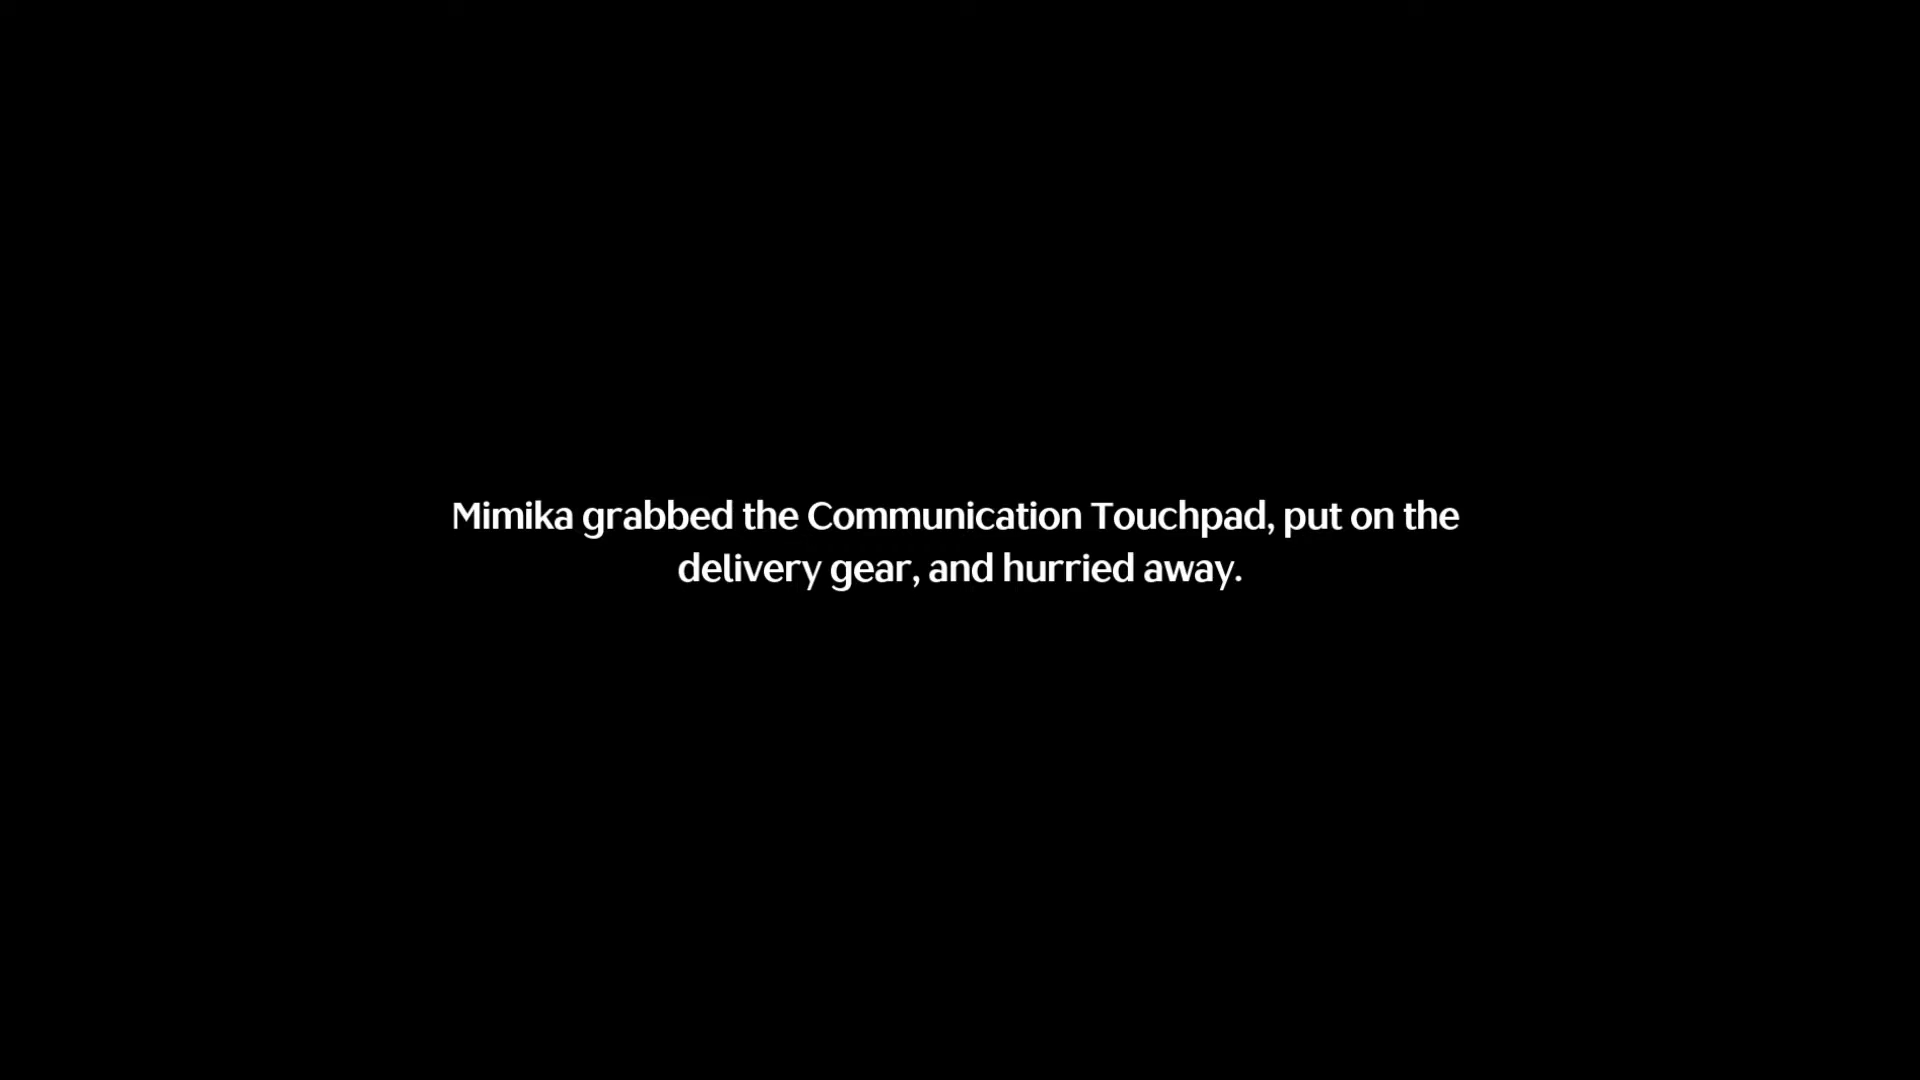 Mimika grabbed the Communication Touchpad, put on the
delivery gear, and hurried away.